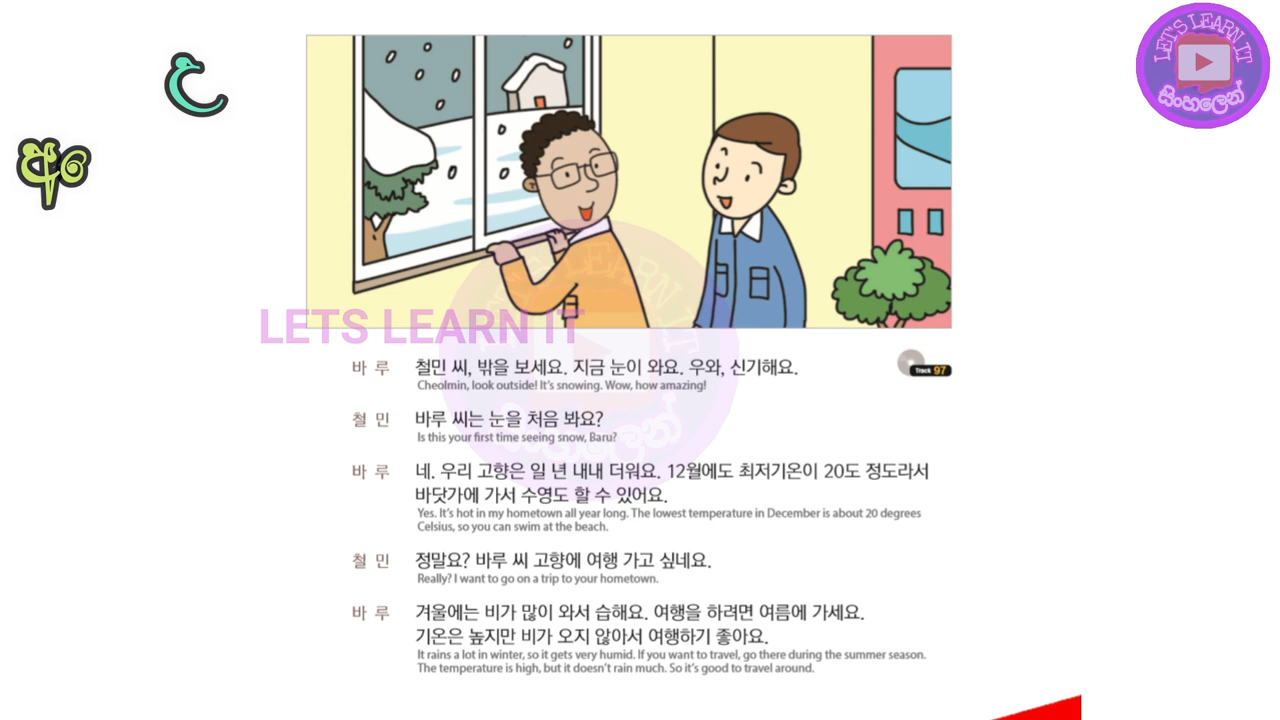 ට
අණි
LET'S LEARN IT
සිංහලෙන්
LETS LEARN IT
바 루 철민 씨, 밖을 보세요. 지금 눈이 와요. 우와, 신기해요.
Track 97
Cheolmin, look outside! It's snowing. Wow, how amazing!
철 민 바루 씨는 눈을 처음 봐요?
Is this your first time seeing snow, Baru?
바 루 네. 우리 고향은 일 년 내내 더워요. 12월에도 최저기온이 20도 정도라서
바닷가에 가서 수영도 할 수 있어요.
Yes. It's hot in my hometown all year long. The lowest temperature in December is about 20 degrees
Celsius, so you can swim at the beach.
철 민 정말요? 바루 씨 고향에 여행 가고 싶네요.
Really? I want to go on a trip to your hometown.
바 루 겨울에는 비가 많이 와서 습해요. 여행을 하려면 여름에 가세요.
기온은 높지만 비가 오지 않아서 여행하기 좋아요.
It rains a lot in winter, so it gets very humid. If you want to travel, go there during the summer season.
The temperature is high, but it doesn't rain much. So it's good to travel around.